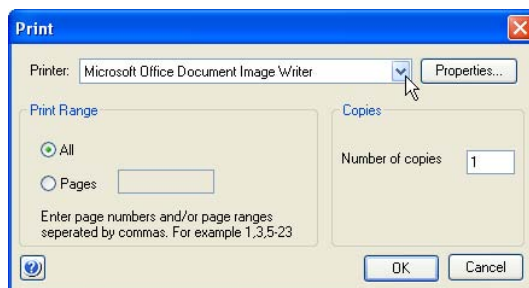 Print
Printer: Microsoft Office Document Image Writer Properties...
Print Range
All
Pages
Enter page numbers and/or page ranges
seperated by commas. For example 1,3,5-23
Copies
Number of copies 1
?
OK Cancel